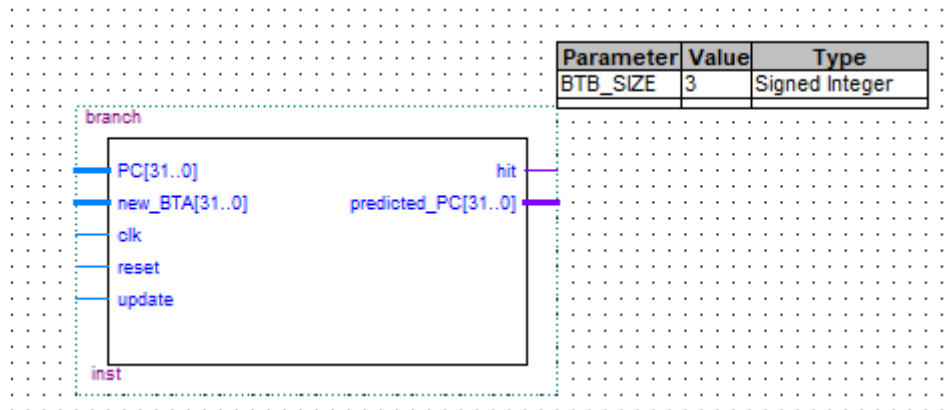 Parameter Value Type
BTB_SIZE 3 Signed Integer
branch
PC[31..0] hit
new_BTA[31..0] predicted_PC[31..0]
clk
reset
update
inst